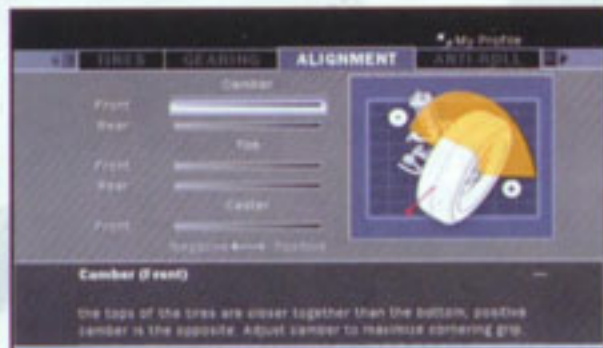 My Profile
TIRES GEARING ALIGNMENT ANTI-ROLL
Camber
Front
Rear
Toe
Front
Rear
Caster
Front
Negative Positive
Camber (Front)
the tops of the tires are closer together than the bottom, positive
camber is the opposite. Adjust camber to maximize cornering grip.